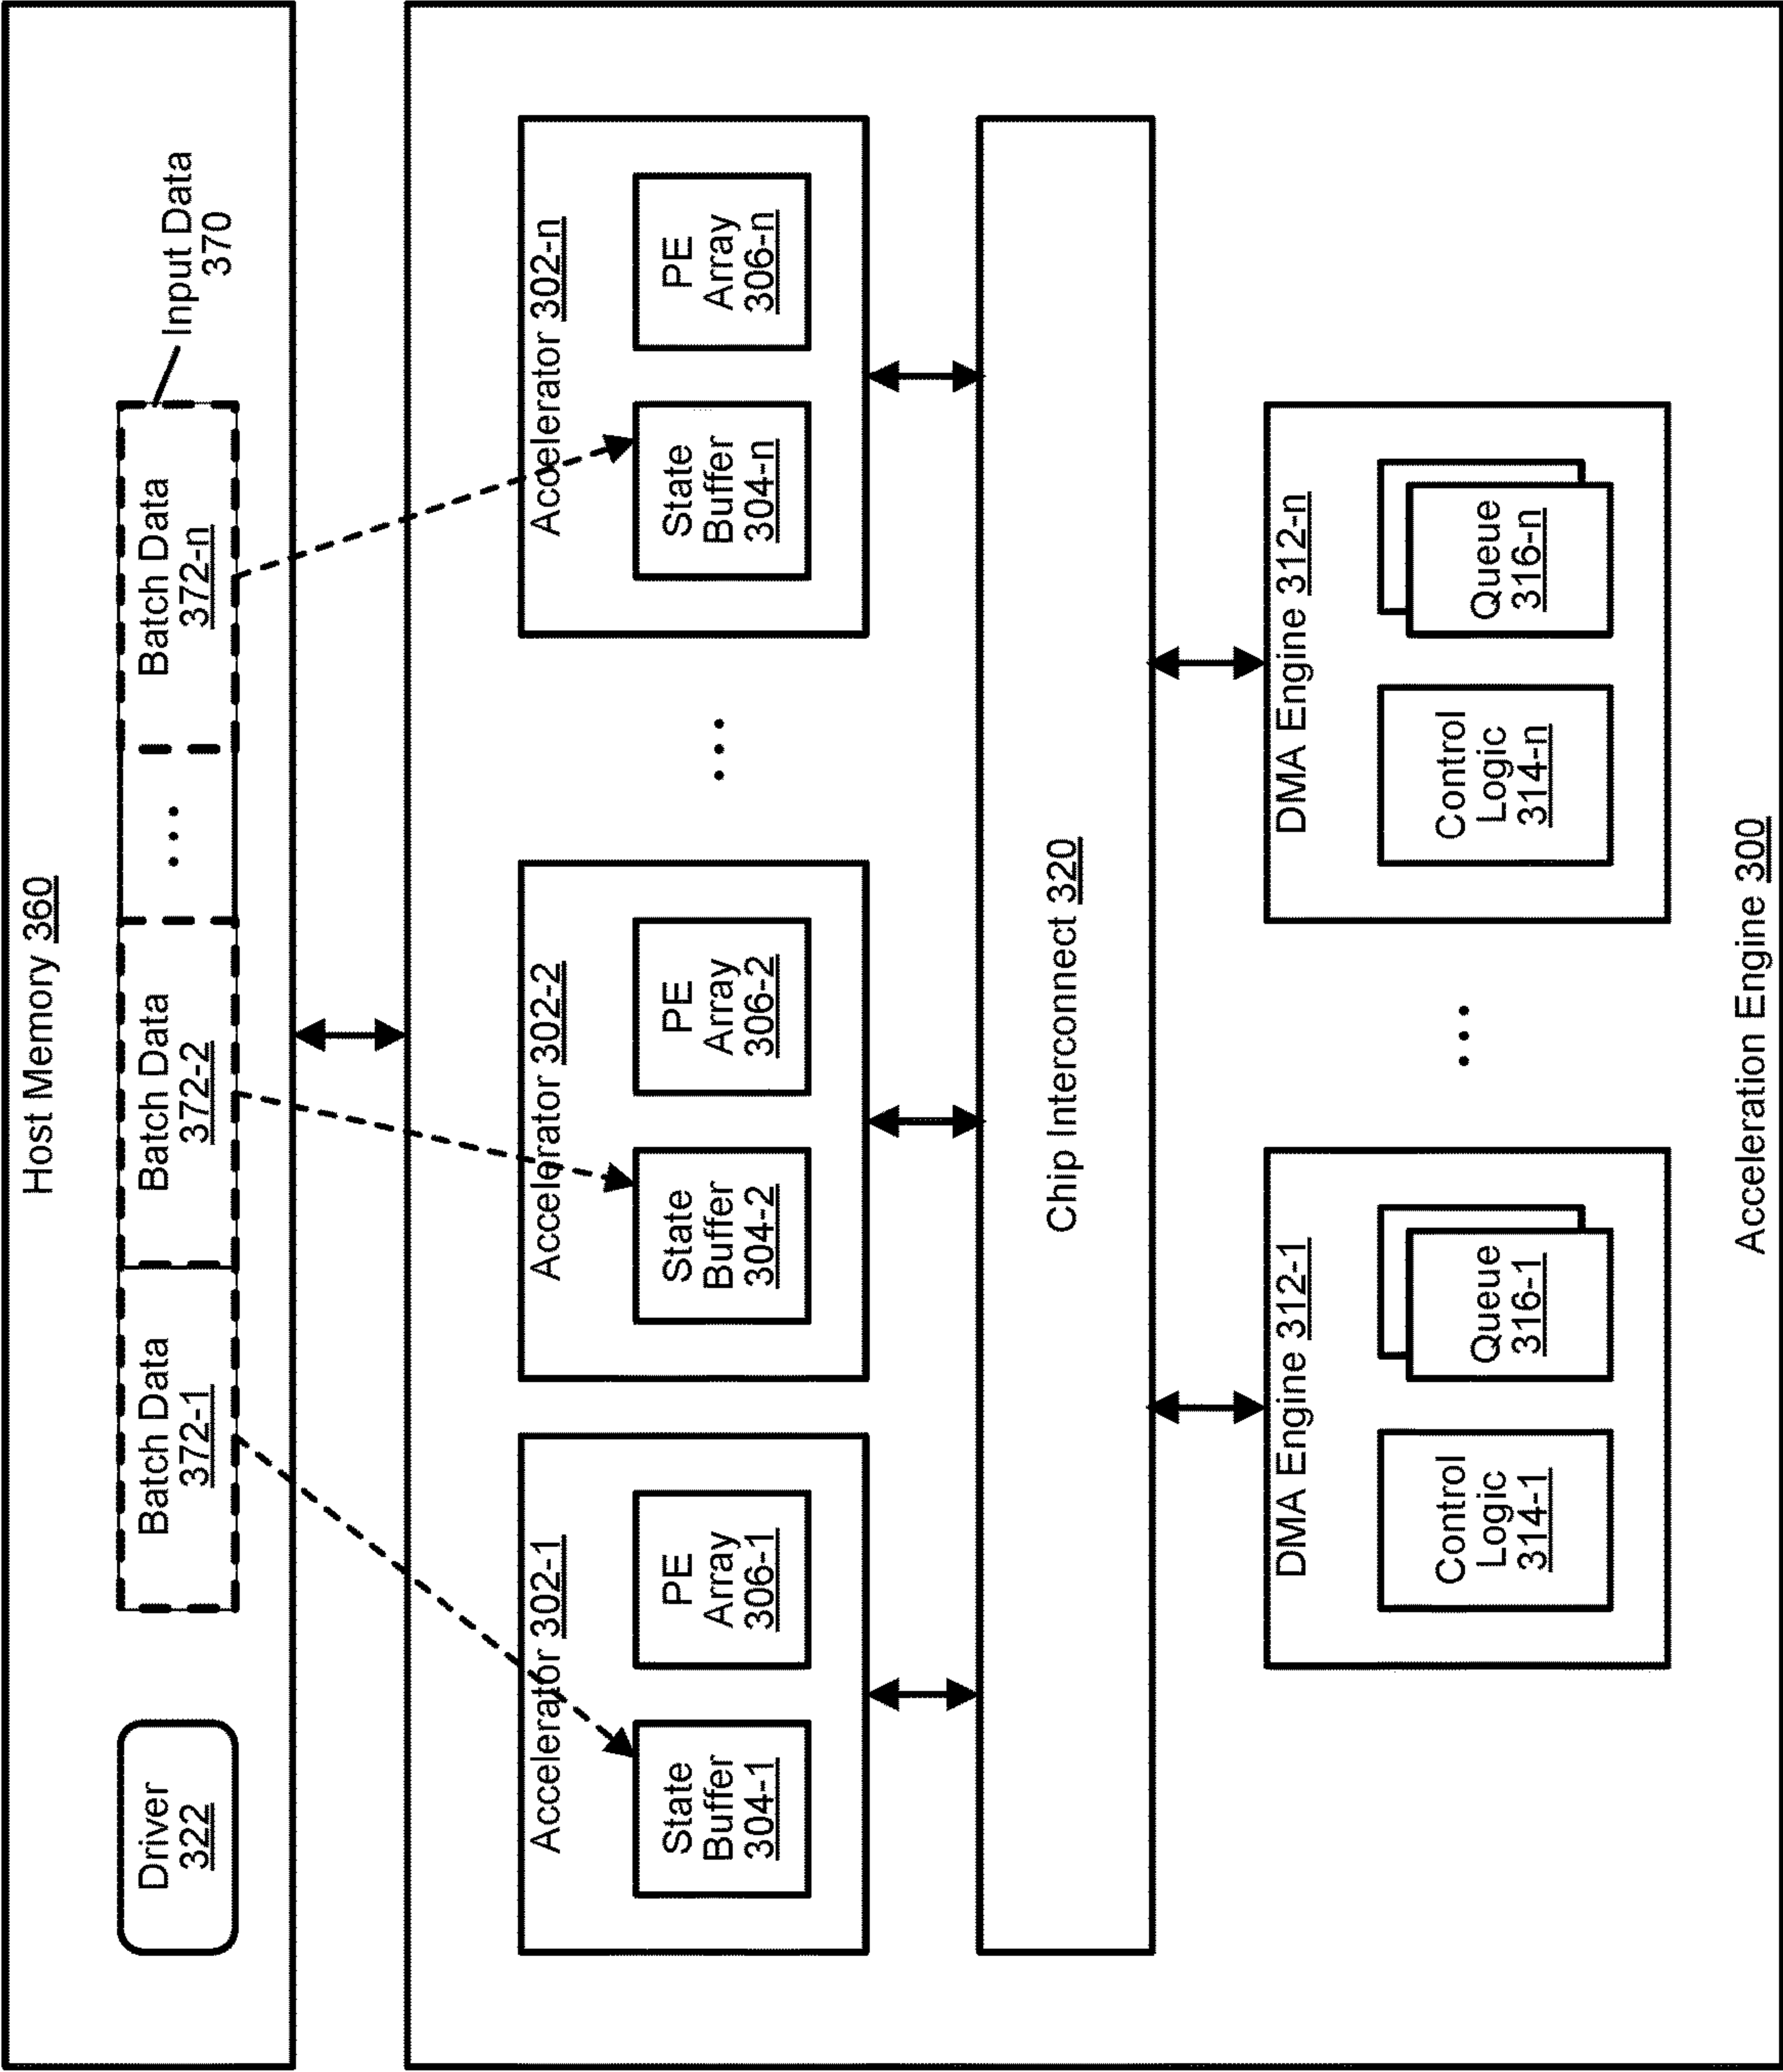 Host Memory 360
Driver
322
Batch Data
372-1
Batch Data
372-2
...
Batch Data
372-n
Input Data
370
Accelerator 302-1
State
Buffer
304-1
PE
Array
306-1
Accelerator 302-2
State
Buffer
304-2
PE
Array
306-2
...
Accelerator 302-n
State
Buffer
304-n
PE
Array
306-n
Chip Interconnect 320
DMA Engine 312-1
Control
Logic
314-1
Queue
316-1
...
DMA Engine 312-n
Control
Logic
314-n
Queue
316-n
Acceleration Engine 300